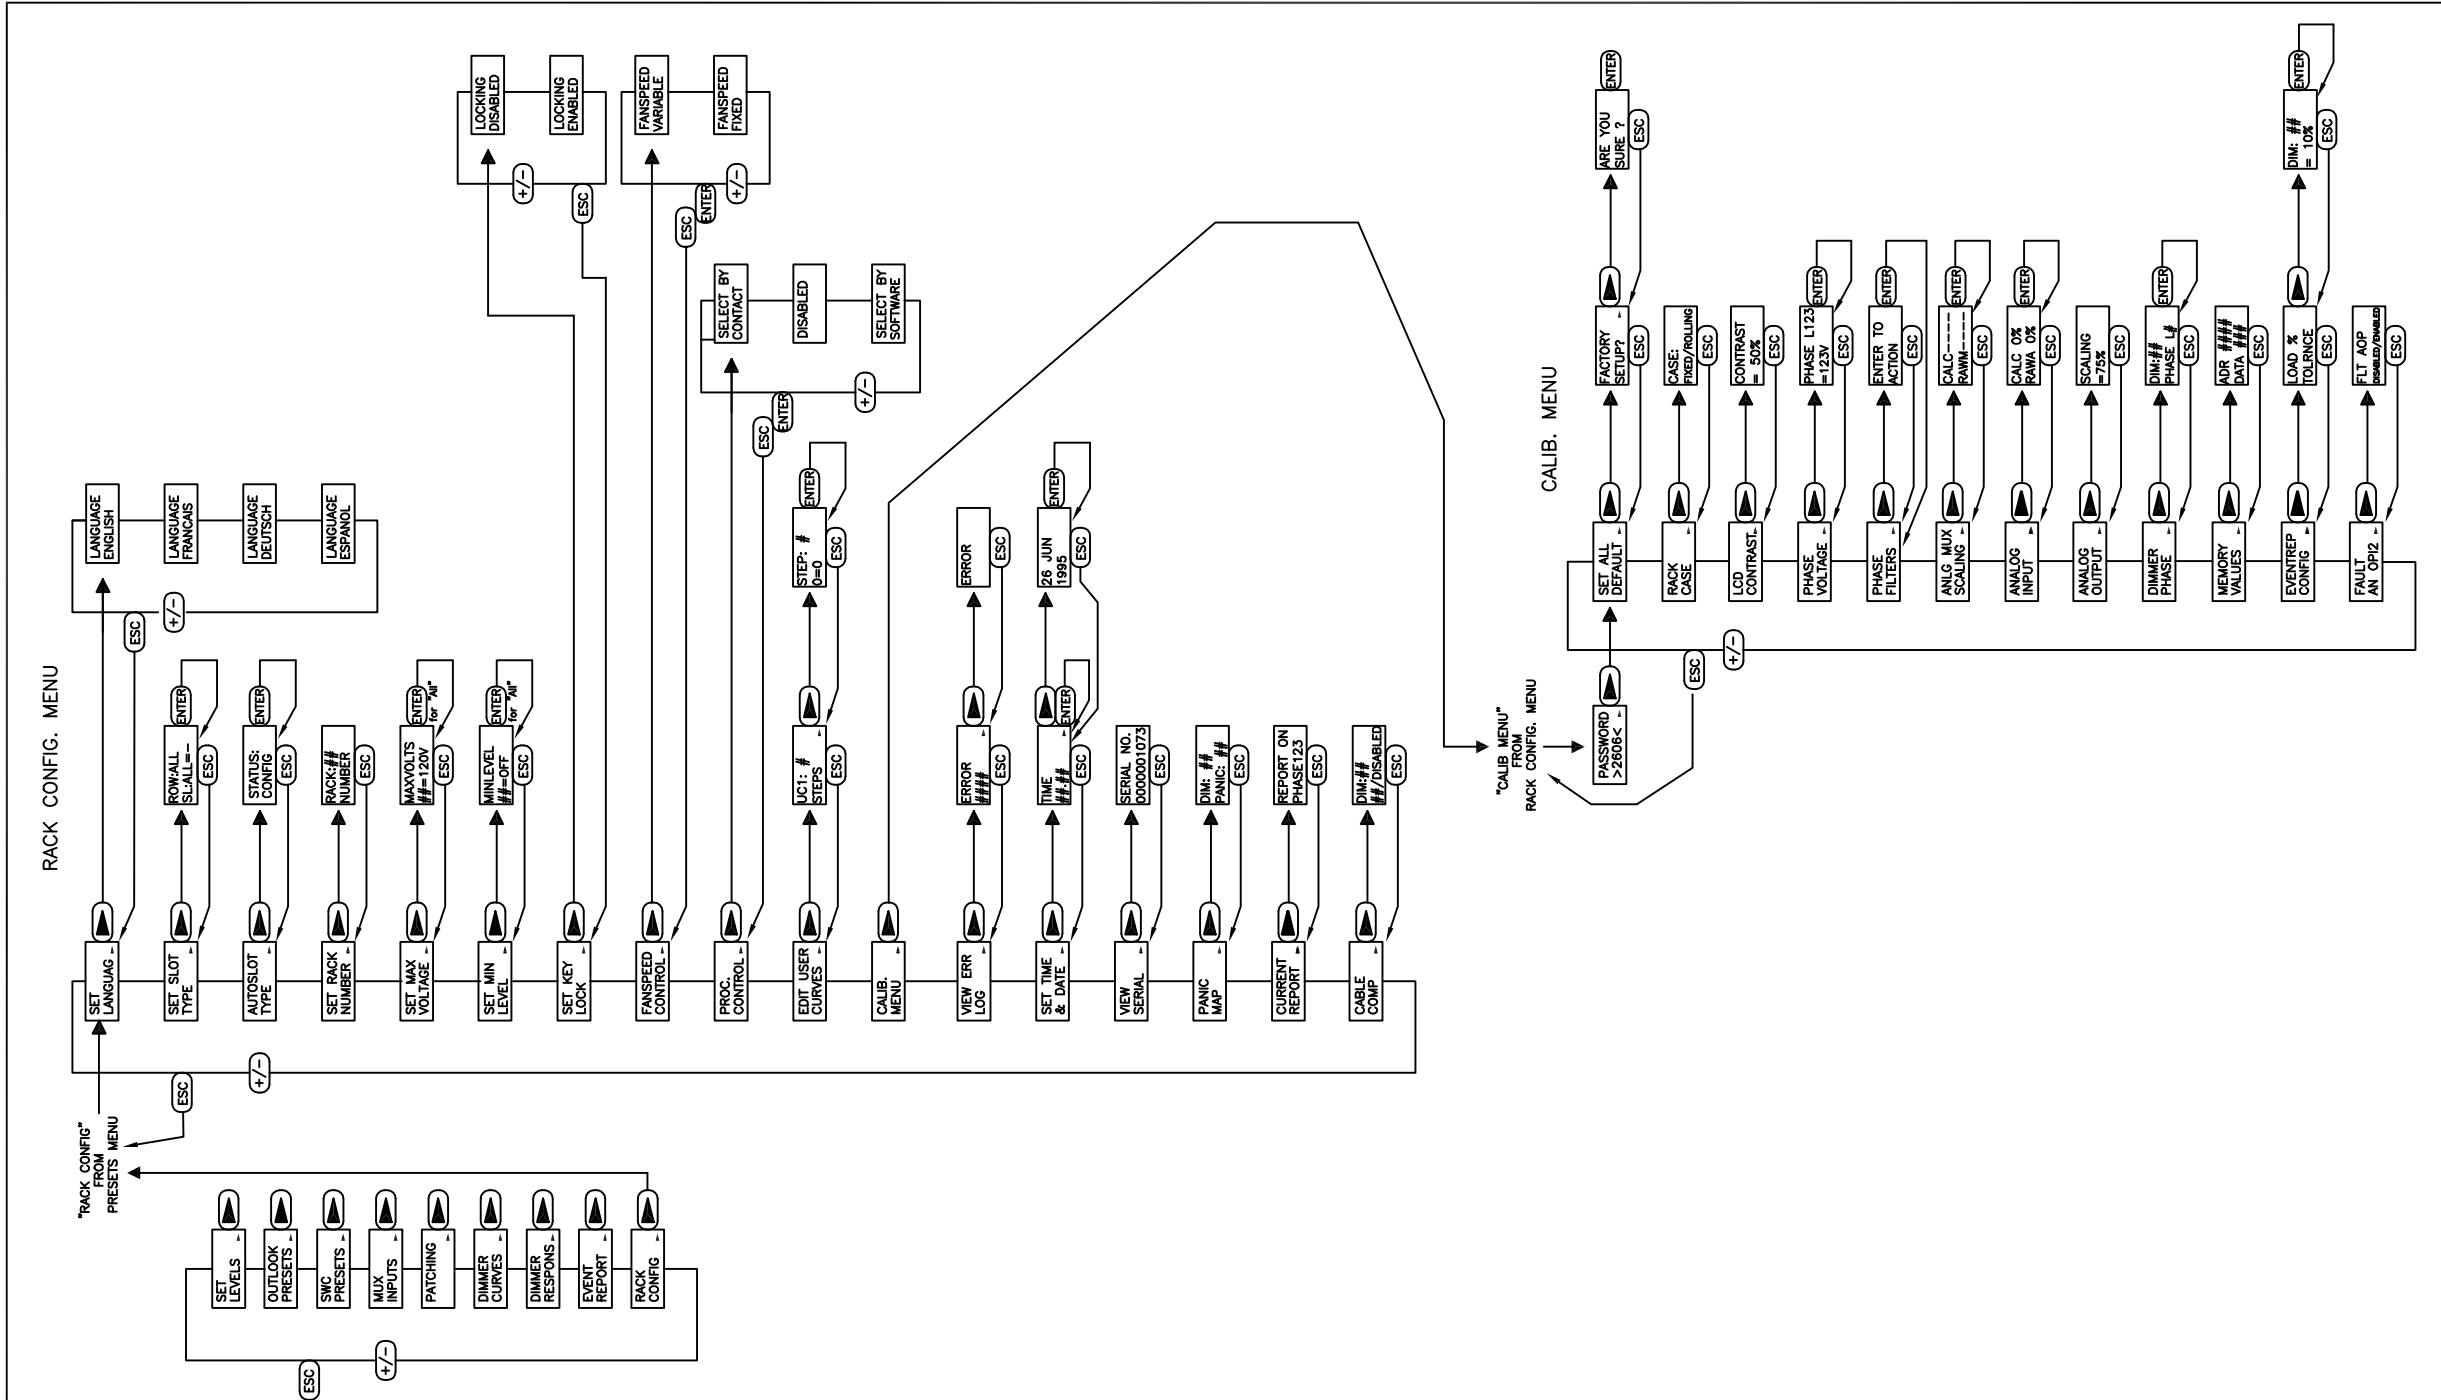 RACK CONFIG. MENU
"RACK CONFIG"
FROM
PRESETS MENU
ESC
+/-
SET
LEVELS
OUTLOOK
PRESETS
SWC
PRESETS
MUX
INPUTS
PATCHING
DIMMER
CURVES
DIMMER
RESPONS
EVENT
REPORT
RACK
CONFIG
ESC
+/-
SET
LANGUAG
ESC
LANGUAGE
ENGLISH
LANGUAGE
FRANCAIS
LANGUAGE
DEUTSCH
LANGUAGE
ESPANOL
+/-
SET SLOT
TYPE
ROW:ALL
SL:ALL=--
ENTER
ESC
AUTOSLOT
TYPE
STATUS:
CONFIG
ENTER
ESC
SET RACK
NUMBER
RACK:##
NUMBER
ESC
SET MAX
VOLTAGE
MAXVOLTS
##=120V
ENTER
for "All"
ESC
SET MIN
LEVEL
MINLEVEL
##=OFF
ENTER
for "All"
ESC
SET KEY
LOCK
LOCKING
DISABLED
LOCKING
ENABLED
+/-
ESC
FANSPEED
CONTROL
FANSPEED
VARIABLE
FANSPEED
FIXED
ESC
ENTER
+/-
PROC.
CONTROL
SELECT BY
CONTACT
DISABLED
SELECT BY
SOFTWARE
ESC
ENTER
+/-
EDIT USER
CURVES
UC1: #
STEPS
ESC
STEP: #
0=0
ENTER
ESC
CALIB.
MENU
VIEW ERR
LOG
ERROR
####
ESC
ERROR
ESC
SET TIME
& DATE
TIME
##:##
ENTER
ESC
26 JUN
1995
ENTER
ESC
VIEW
SERIAL
SERIAL NO.
00000001073
ESC
PANIC
MAP
DIM: ##
PANIC: ##
ESC
CURRENT
REPORT
REPORT ON
PHASE123
ESC
CABLE
COMP
DIM:##
##/DISABLED
ESC
CALIB. MENU
"CALIB MENU"
FROM
RACK CONFIG. MENU
PASSWORD
>2606<
ESC
+/-
SET ALL
DEFAULT
FACTORY
SETUP?
ESC
ARE YOU
SURE ?
ENTER
ESC
RACK
CASE
CASE:
FIXED/ROLLING
ESC
LCD
CONTRAST
CONTRAST
= 50%
ESC
PHASE
VOLTAGE
PHASE L123
=123V
ENTER
ESC
PHASE
FILTERS
ENTER TO
ACTION
ENTER
ESC
ANLG MUX
SCALING
CALC----
RAWM----
ENTER
ESC
ANALOG
INPUT
CALC 0%
RAWA 0%
ENTER
ESC
ANALOG
OUTPUT
SCALING
=75%
ESC
DIMMER
PHASE
DIM:##
PHASE L#
ENTER
ESC
MEMORY
VALUES
ADR ####
DATA ###
ESC
EVENTREP
CONFIG
LOAD %
TOLRNCE
ESC
DIM: ##
= 10%
ENTER
ESC
FAULT
AN OPI2
FLT AOP
DISABLED/ENABLED
ESC